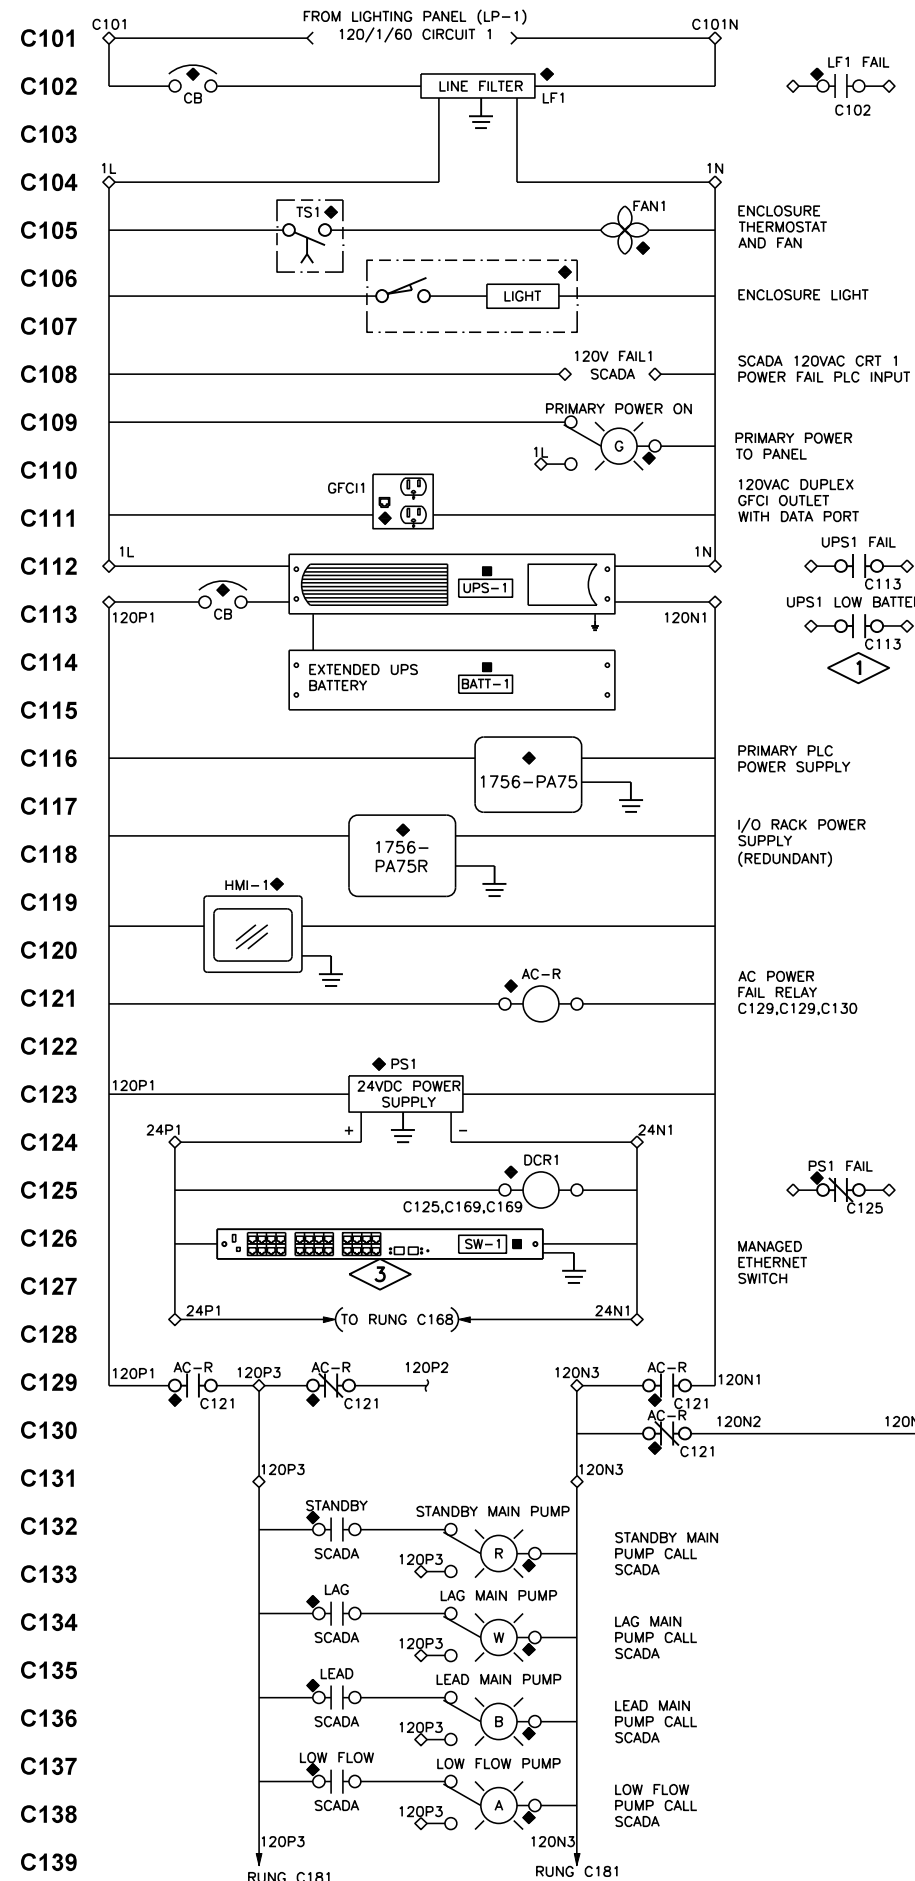 FROM LIGHTING PANEL (LP-1)
C101 C101 120/1/60 CIRCUIT 1 C101N
C102 CB LINE FILTER LF1 LF1 FAIL
C102
C103
C104 1L 1N
C105 TS1 FAN1 ENCLOSURE
THERMOSTAT
AND FAN
C106
LIGHT ENCLOSURE LIGHT
C107
C108 120V FAIL1
SCADA
SCADA 120VAC CRT 1
POWER FAIL PLC INPUT
C109 PRIMARY POWER ON
G PRIMARY POWER
TO PANEL
C110 1L
GFCI1 120VAC DUPLEX
GFCI OUTLET
WITH DATA PORT
C111
C112 1L 1N UPS1 FAIL
C113
UPS-1
C113 120P1 CB 120N1 UPS1 LOW BATTE
C113
C114 EXTENDED UPS
BATTERY
BATT-1 1
C115
C116 PRIMARY PLC
POWER SUPPLY
1756-PA75
C117
C118 1756-
PA75R
I/O RACK POWER
SUPPLY
(REDUNDANT)
C119 HMI-1
C120
C121 AC-R AC POWER
FAIL RELAY
C129,C129,C130
C122
PS1
C123 120P1 24VDC POWER
SUPPLY
C124 24P1 + - 24N1
C125 DCR1 PS1 FAIL
C125,C169,C169 C125
C126 SW-1 MANAGED
ETHERNET
SWITCH
C127 3
24P1 (TO RUNG C168) 24N1
C128
C129 120P1 AC-R 120P3 AC-R 120P2 120N3 AC-R 120N1
C121 C121 C121
C130 AC-R 120N2 120N
C121
C131 120P3 120N3
C132 STANDBY STANDBY MAIN PUMP
SCADA R STANDBY MAIN
PUMP CALL
SCADA
C133 120P3
C134 LAG LAG MAIN PUMP
SCADA W LAG MAIN
PUMP CALL
SCADA
120P3
C135
LEAD LEAD MAIN PUMP
C136 SCADA B LEAD MAIN
PUMP CALL
SCADA
120P3
C137 LOW FLOW LOW FLOW PUMP
SCADA A LOW FLOW
PUMP CALL
SCADA
C138 120P3
120P3 120N3
C139 RUNG C181 RUNG C181